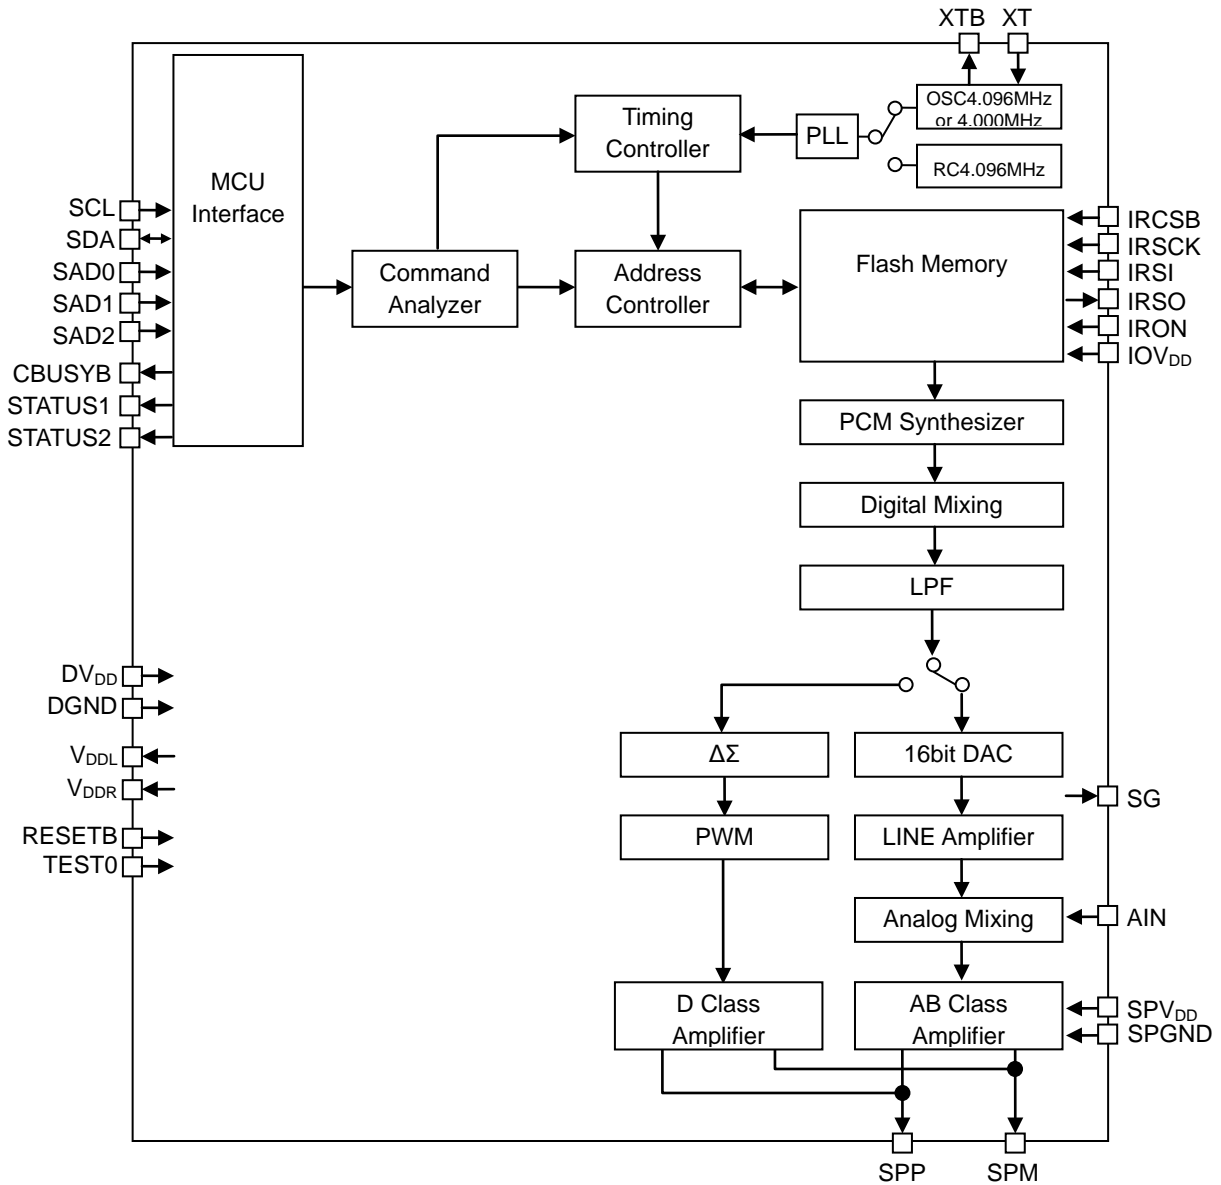 XTB
XT
OSC4.096MHz
or 4.000MHz
PLL
RC4.096MHz
Timing
Controller
MCU
Interface
Command
Analyzer
Address
Controller
Flash Memory
SCL
SDA
SAD0
SAD1
SAD2
CBUSYB
STATUS1
STATUS2
IRCSB
IRSCK
IRSI
IRSO
IRON
IOVDD
PCM Synthesizer
Digital Mixing
LPF
DVDD
DGND
VDDL
VDDR
RESETB
TEST0
ΔΣ
16bit DAC
SG
PWM
LINE Amplifier
Analog Mixing
AIN
D Class
Amplifier
AB Class
Amplifier
SPVDD
SPGND
SPP
SPM